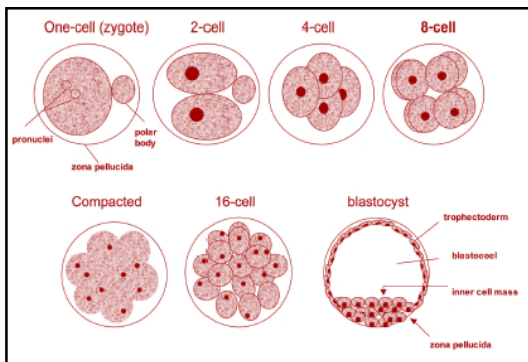 One-cell (zygote)
2-cell
4-cell
8-cell
pronuclei
polar
body
zona pellucida
Compacted
16-cell
blastocyst
trophectoderm
blastocoel
inner cell mass
zona pellucida